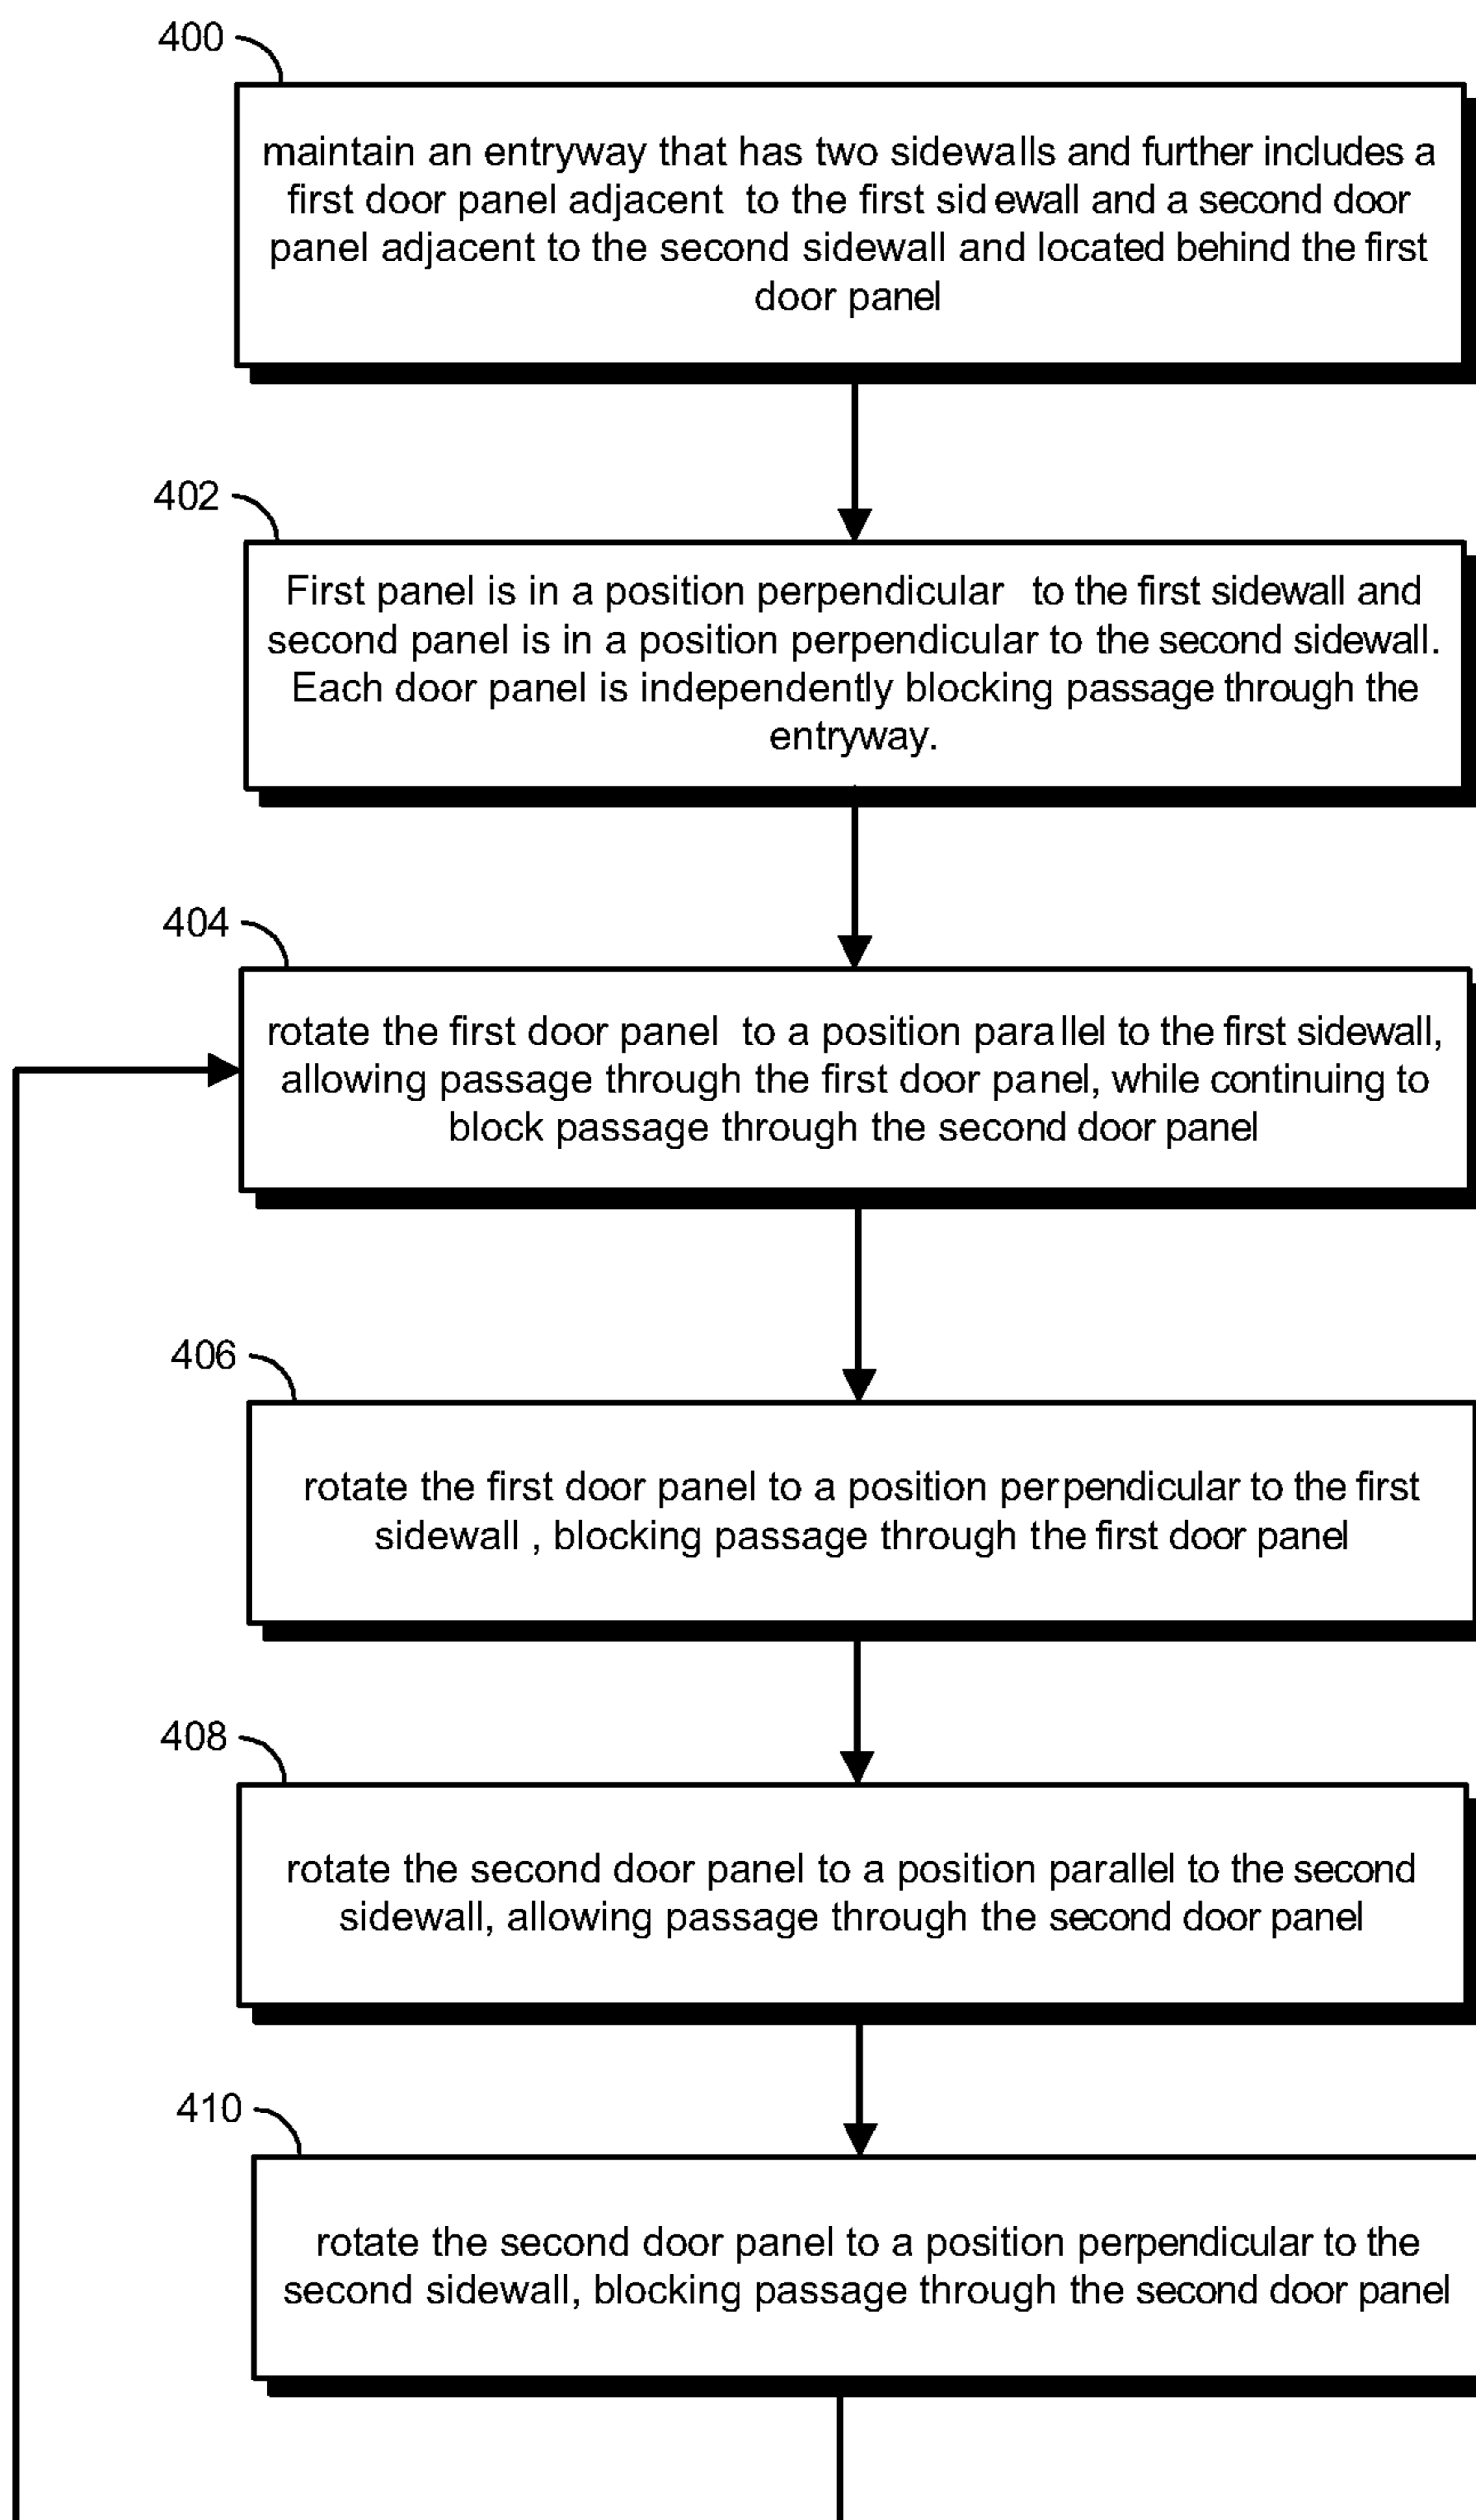 400
maintain an entryway that has two sidewalls and further includes a
first door panel adjacent to the first sidewall and a second door
panel adjacent to the second sidewall and located behind the first
door panel
402
First panel is in a position perpendicular to the first sidewall and
second panel is in a position perpendicular to the second sidewall.
Each door panel is independently blocking passage through the
entryway.
404
rotate the first door panel to a position parallel to the first sidewall,
allowing passage through the first door panel, while continuing to
block passage through the second door panel
406
rotate the first door panel to a position perpendicular to the first
sidewall , blocking passage through the first door panel
408
rotate the second door panel to a position parallel to the second
sidewall, allowing passage through the second door panel
410
rotate the second door panel to a position perpendicular to the
second sidewall, blocking passage through the second door panel